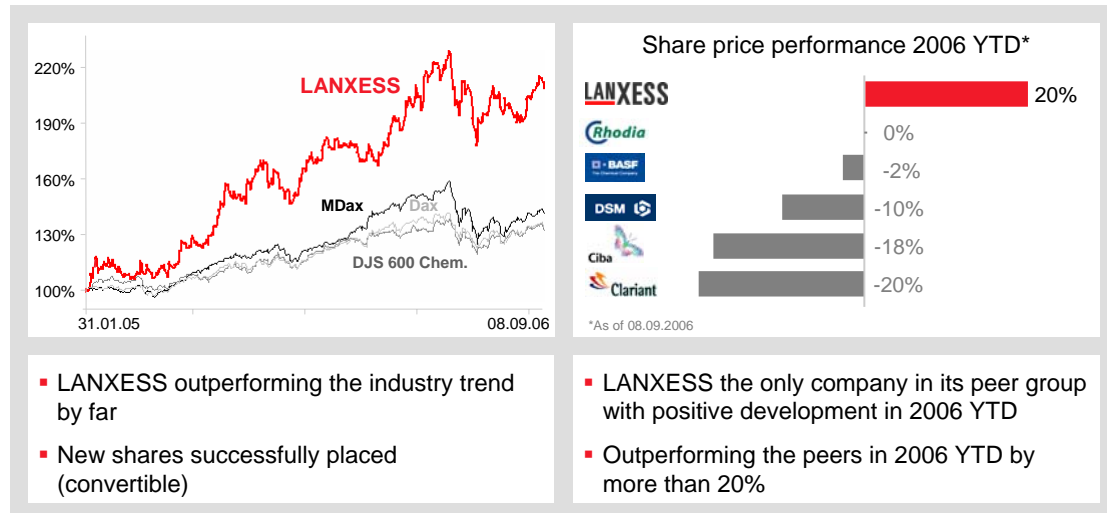 220%
190%
160%
130%
100%
LANXESS
MDax
Dax
DJS 600 Chem.
31.01.05
08.09.06
Share price performance 2006 YTD*
LANXESS
20%
Rhodia
0%
BASF
The Chemical Company
-2%
DSM
-10%
Ciba
-18%
Clariant
-20%
*As of 08.09.2006
LANXESS outperforming the industry trend
by far
New shares successfully placed
(convertible)
LANXESS the only company in its peer group
with positive development in 2006 YTD
Outperforming the peers in 2006 YTD by
more than 20%